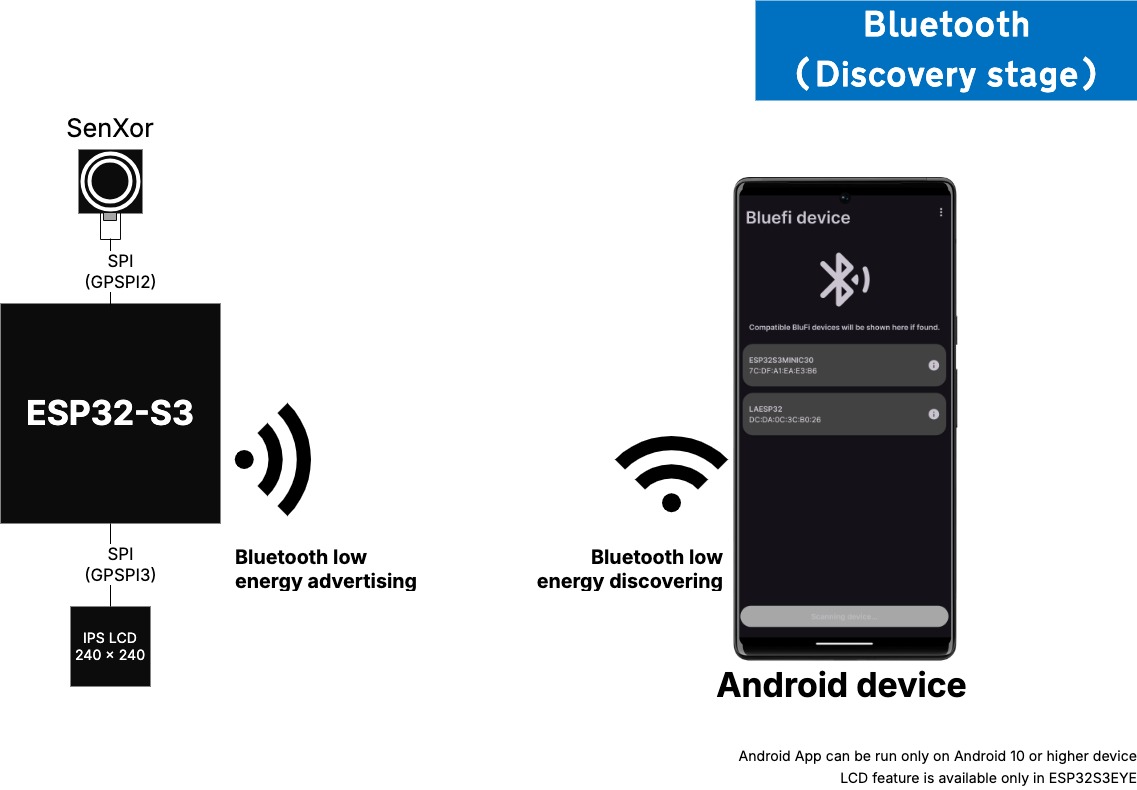 Bluetooth
(Discovery stage)
SenXor
SPI
(GPSPI2)
ESP32-S3
SPI
(GPSPI3)
IPS LCD
240 × 240
Bluetooth low
energy advertising
Bluetooth low
energy discovering
Bluefi device
Compatible BluFi devices will be shown here if found.
ESP32S3MINIC30
7C:DF:A1:EA:E3:B6
LAESP32
DC:DA:0C:3C:B0:26
Scanning device...
Android device
Android App can be run only on Android 10 or higher device
LCD feature is available only in ESP32S3EYE